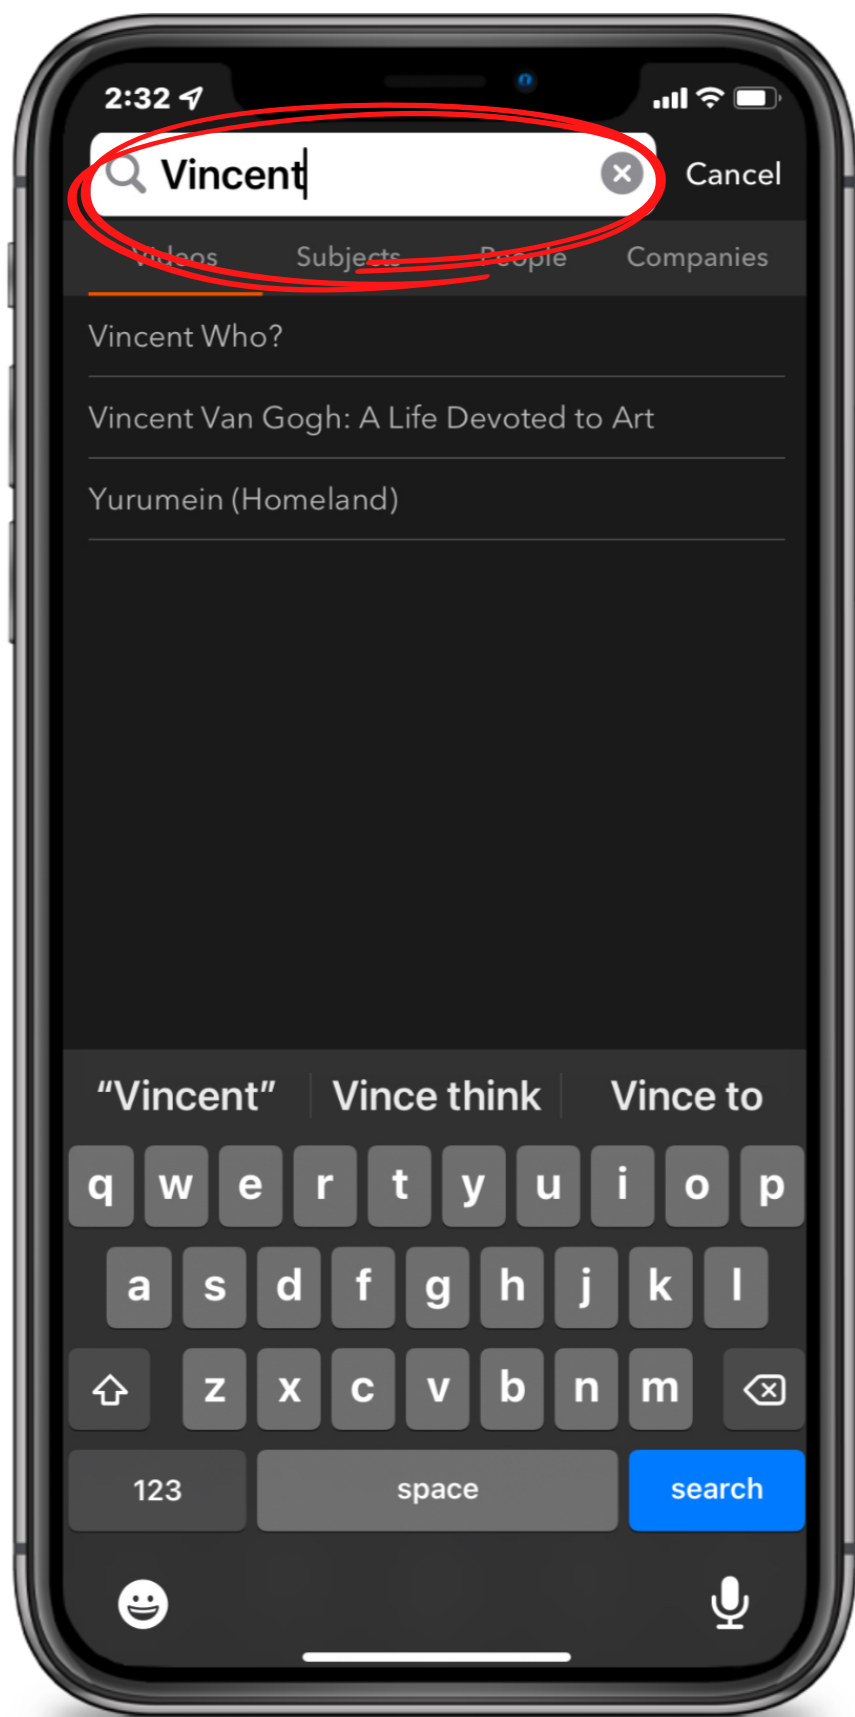 2:32
Vincent
Cancel
Videos Subjects People Companies
Vincent Who?
Vincent Van Gogh: A Life Devoted to Art
Yurumein (Homeland)
“Vincent” Vince think Vince to
q w e r t y u i o p
a s d f g h j k l
z x c v b n m
123 space search